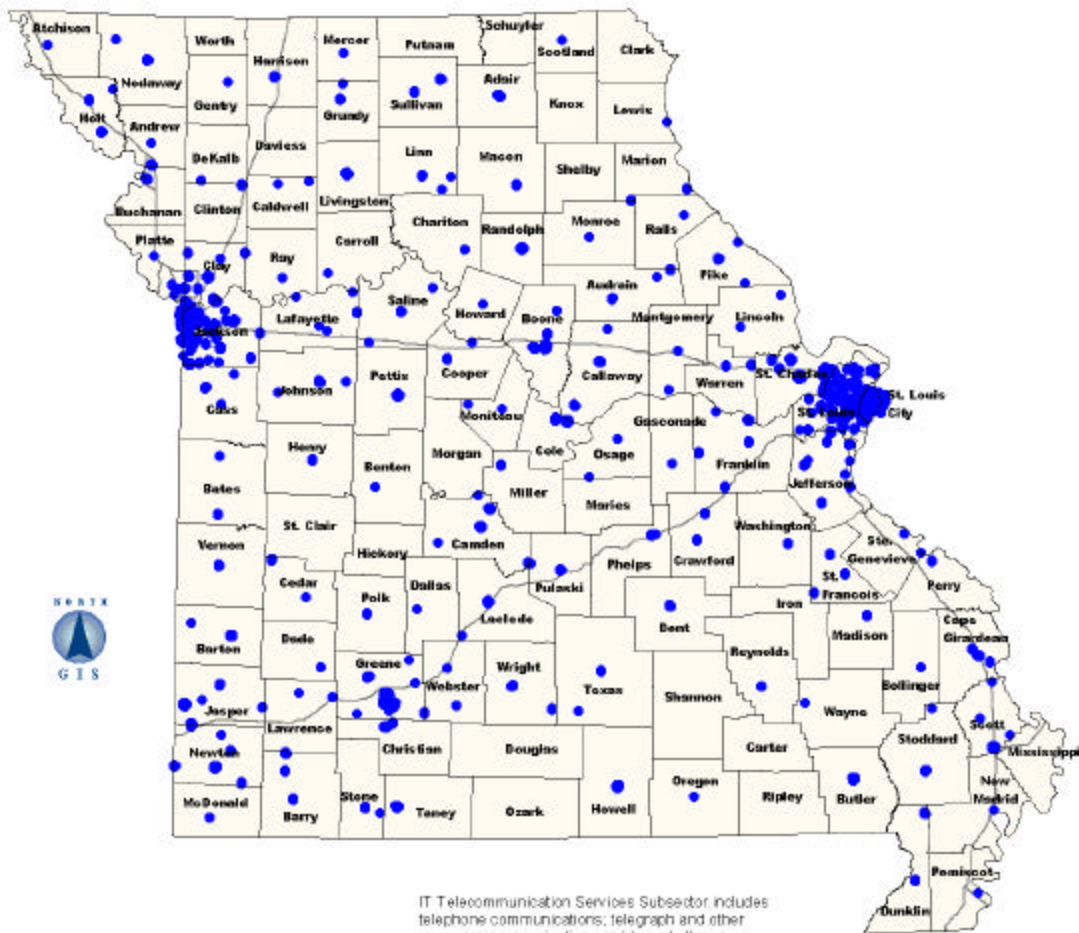 Atchison
Nodaway
Worth
Harrison
Mercer
Putnam
Schuyler
Scotland
Clark
Holt
Andrew
Gentry
Grundy
Sullivan
Adair
Knox
Lewis
DeKalb
Daviess
Linn
Macon
Shelby
Marion
Buchanan
Clinton
Caldwell
Livingston
Chariton
Randolph
Monroe
Ralls
Platte
Clay
Ray
Carroll
Audrain
Pike
Jackson
Lafayette
Saline
Howard
Boone
Montgomery
Lincoln
Cass
Johnson
Pettis
Cooper
Callaway
Warren
St. Charles
St. Louis
St. Louis
City
Moniteau
Cole
Osage
Gasconade
Franklin
Jefferson
Henry
Benton
Morgan
Miller
Maries
Bates
St. Clair
Camden
Phelps
Crawford
Washington
Ste.
Genevieve
Vernon
Hickory
Pulaski
St.
Francois
Perry
Cedar
Polk
Dallas
Laclede
Dent
Iron
Madison
Cape
Girardeau
Barton
Dade
Greene
Webster
Wright
Texas
Shannon
Reynolds
Wayne
Bollinger
Jasper
Lawrence
Christian
Douglas
Carter
Stoddard
Scott
Mississippi
Newton
McDonald
Barry
Stone
Taney
Ozark
Howell
Oregon
Ripley
Butler
New
Madrid
Pemiscot
Dunklin
NORTH
GIS
IT Telecommunication Services Subsector includes
telephone communications; telegraph and other